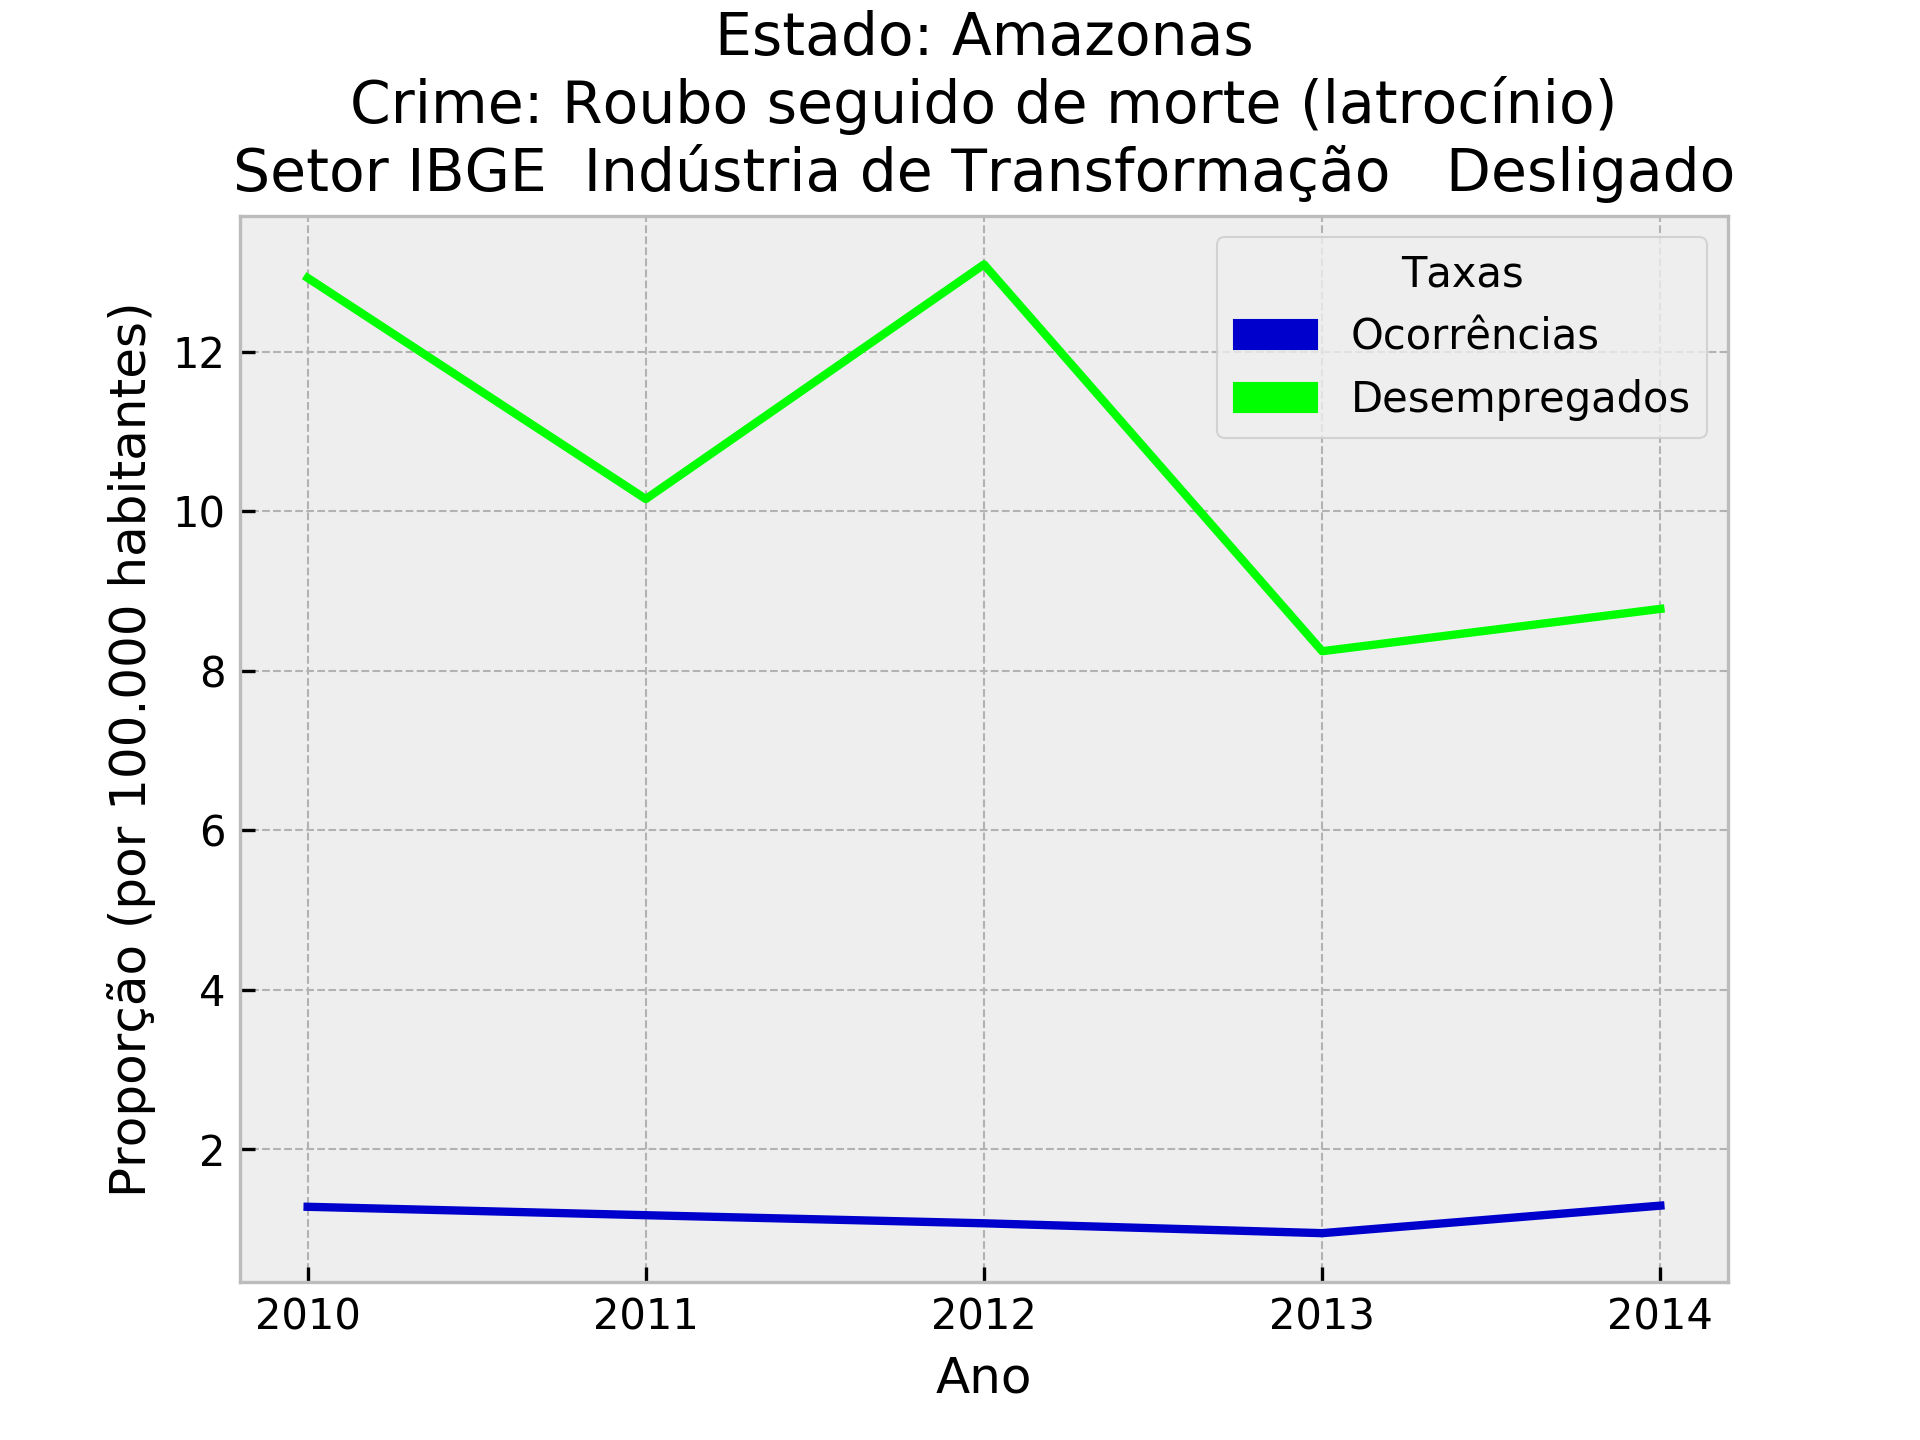 Estado: Amazonas
Crime: Roubo seguido de morte (latrocínio)
Setor IBGE  Indústria de Transformação   Desligado
Taxas
Ocorrências
Desempregados
Proporção (por 100.000 habitantes)
12
10
8
6
4
2
2010 2011 2012 2013 2014
Ano